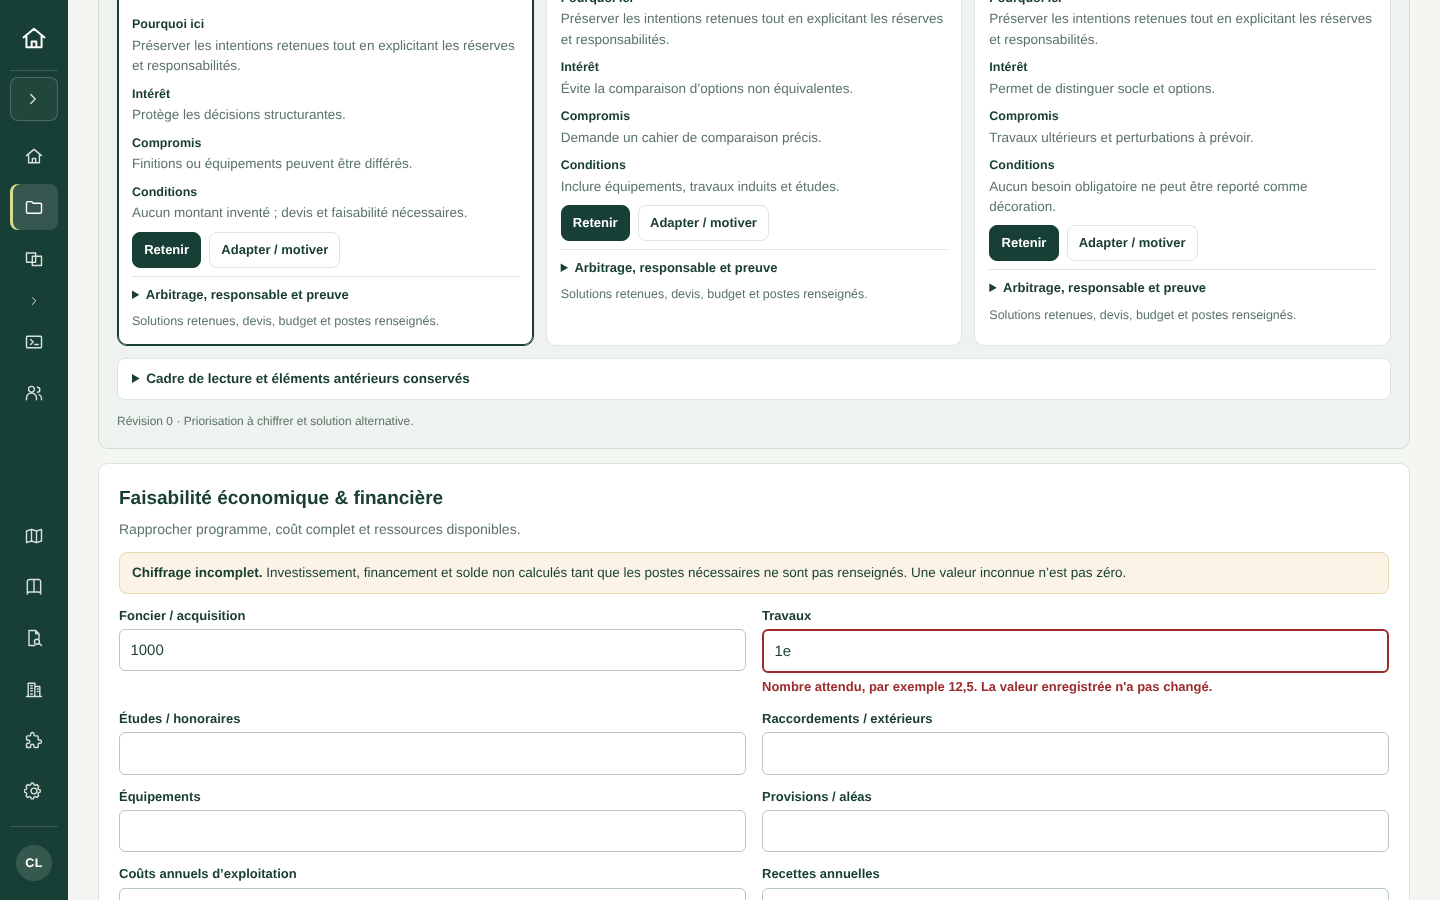 Pourquoi ici
Préserver les intentions retenues tout en explicitant les réserves
et responsabilités.
Intérêt
Protège les décisions structurantes.
Compromis
Finitions ou équipements peuvent être différés.
Conditions
Aucun montant inventé ; devis et faisabilité nécessaires.
Retenir
Adapter / motiver
▶ Arbitrage, responsable et preuve
Solutions retenues, devis, budget et postes renseignés.
Préserver les intentions retenues tout en explicitant les réserves
et responsabilités.
Intérêt
Évite la comparaison d’options non équivalentes.
Compromis
Demande un cahier de comparaison précis.
Conditions
Inclure équipements, travaux induits et études.
Retenir
Adapter / motiver
▶ Arbitrage, responsable et preuve
Solutions retenues, devis, budget et postes renseignés.
Préserver les intentions retenues tout en explicitant les réserves
et responsabilités.
Intérêt
Permet de distinguer socle et options.
Compromis
Travaux ultérieurs et perturbations à prévoir.
Conditions
Aucun besoin obligatoire ne peut être reporté comme
décoration.
Retenir
Adapter / motiver
▶ Arbitrage, responsable et preuve
Solutions retenues, devis, budget et postes renseignés.
▶ Cadre de lecture et éléments antérieurs conservés
Révision 0 · Priorisation à chiffrer et solution alternative.
Faisabilité économique & financière
Rapprocher programme, coût complet et ressources disponibles.
Chiffrage incomplet. Investissement, financement et solde non calculés tant que les postes nécessaires ne sont pas renseignés. Une valeur inconnue n’est pas zéro.
Foncier / acquisition
1000
Travaux
1e
Nombre attendu, par exemple 12,5. La valeur enregistrée n'a pas changé.
Études / honoraires
Raccordements / extérieurs
Équipements
Provisions / aléas
Coûts annuels d’exploitation
Recettes annuelles
CL